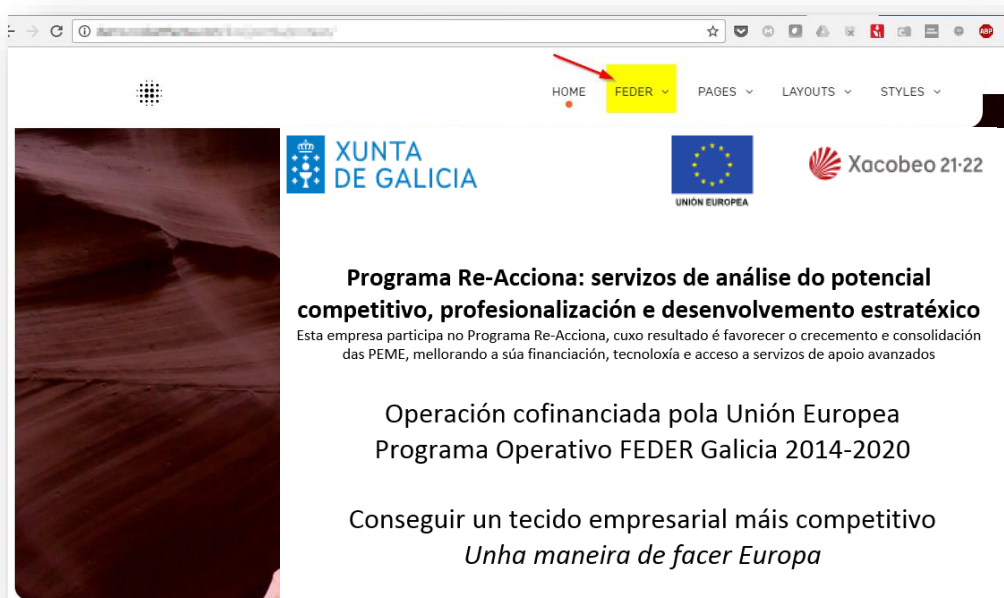 HOME FEDER PAGES LAYOUTS STYLES
XUNTA
DE GALICIA
UNIÓN EUROPEA
Xacobeo 21·22
Programa Re-Acciona: servizos de análise do potencial
competitivo, profesionalización e desenvolvemento estratéxico
Esta empresa participa no Programa Re-Acciona, cuxo resultado é favorecer o crecemento e consolidación
das PEME, mellorando a súa financiación, tecnoloxía e acceso a servizos de apoio avanzados
Operación cofinanciada pola Unión Europea
Programa Operativo FEDER Galicia 2014-2020
Conseguir un tecido empresarial máis competitivo
Unha maneira de facer Europa